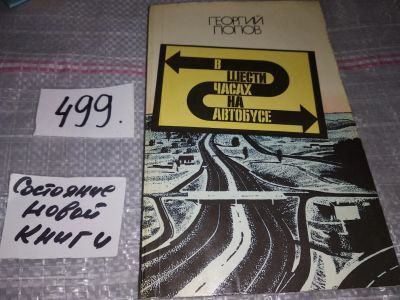 ГЕОРГИЙ
ПОПОВ
В
ШЕСТИ
ЧАСАХ
НА
АВТОБУСЕ
499.
Состояние
новой
книги